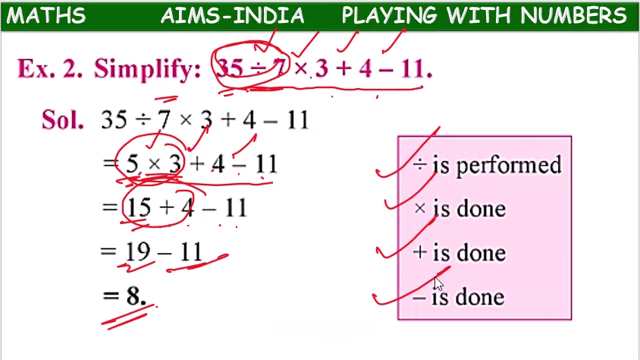 MATHS AIMS-INDIA PLAYING WITH NUMBERS
Ex. 2. Simplify: 35 ÷ 7 × 3 + 4 – 11.
Sol. 35 ÷ 7 × 3 + 4 – 11
= 5 × 3 + 4 – 11
÷ is performed
= 15 + 4 – 11
× is done
= 19 – 11
+ is done
= 8.
– is done